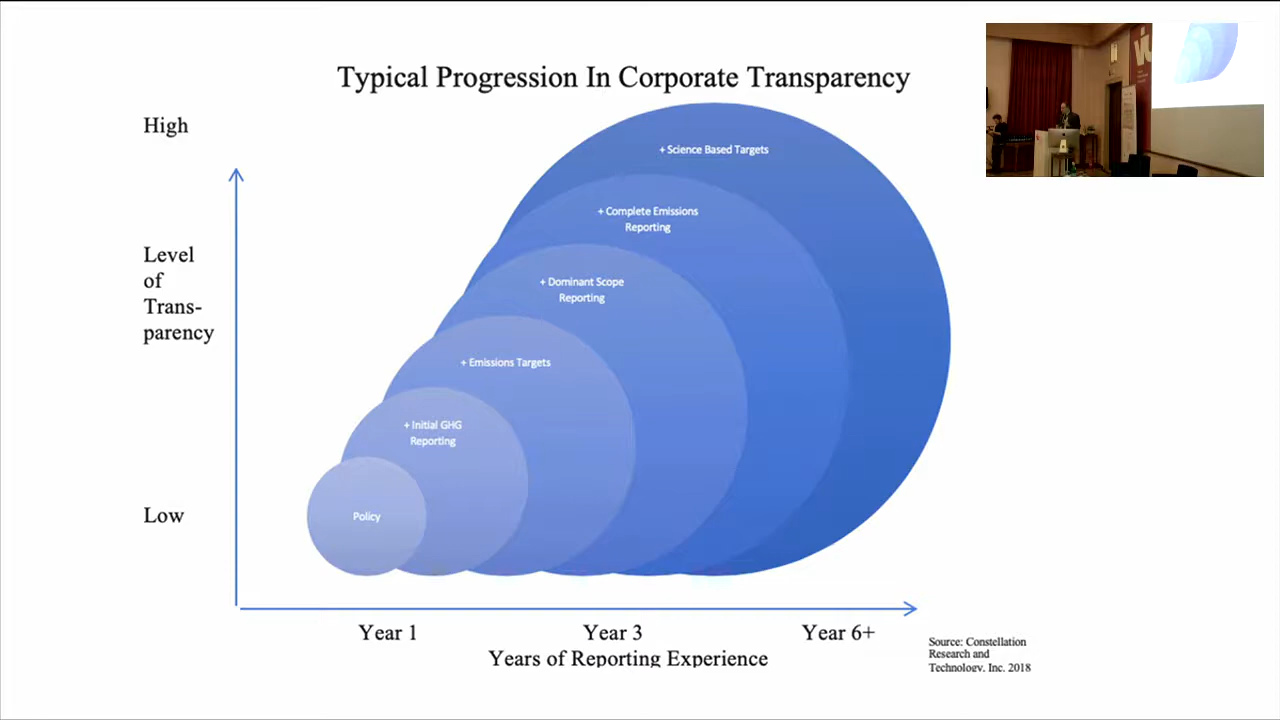 Typical Progression In Corporate Transparency
High
Level
of
Trans-
parency
Low
+ Science Based Targets
+ Complete Emissions
Reporting
+ Dominant Scope
Reporting
+ Emissions Targets
+ Initial GHG
Reporting
Policy
Year 1
Year 3
Year 6+
Years of Reporting Experience
Source: Constellation
Research and
Technology, Inc. 2018